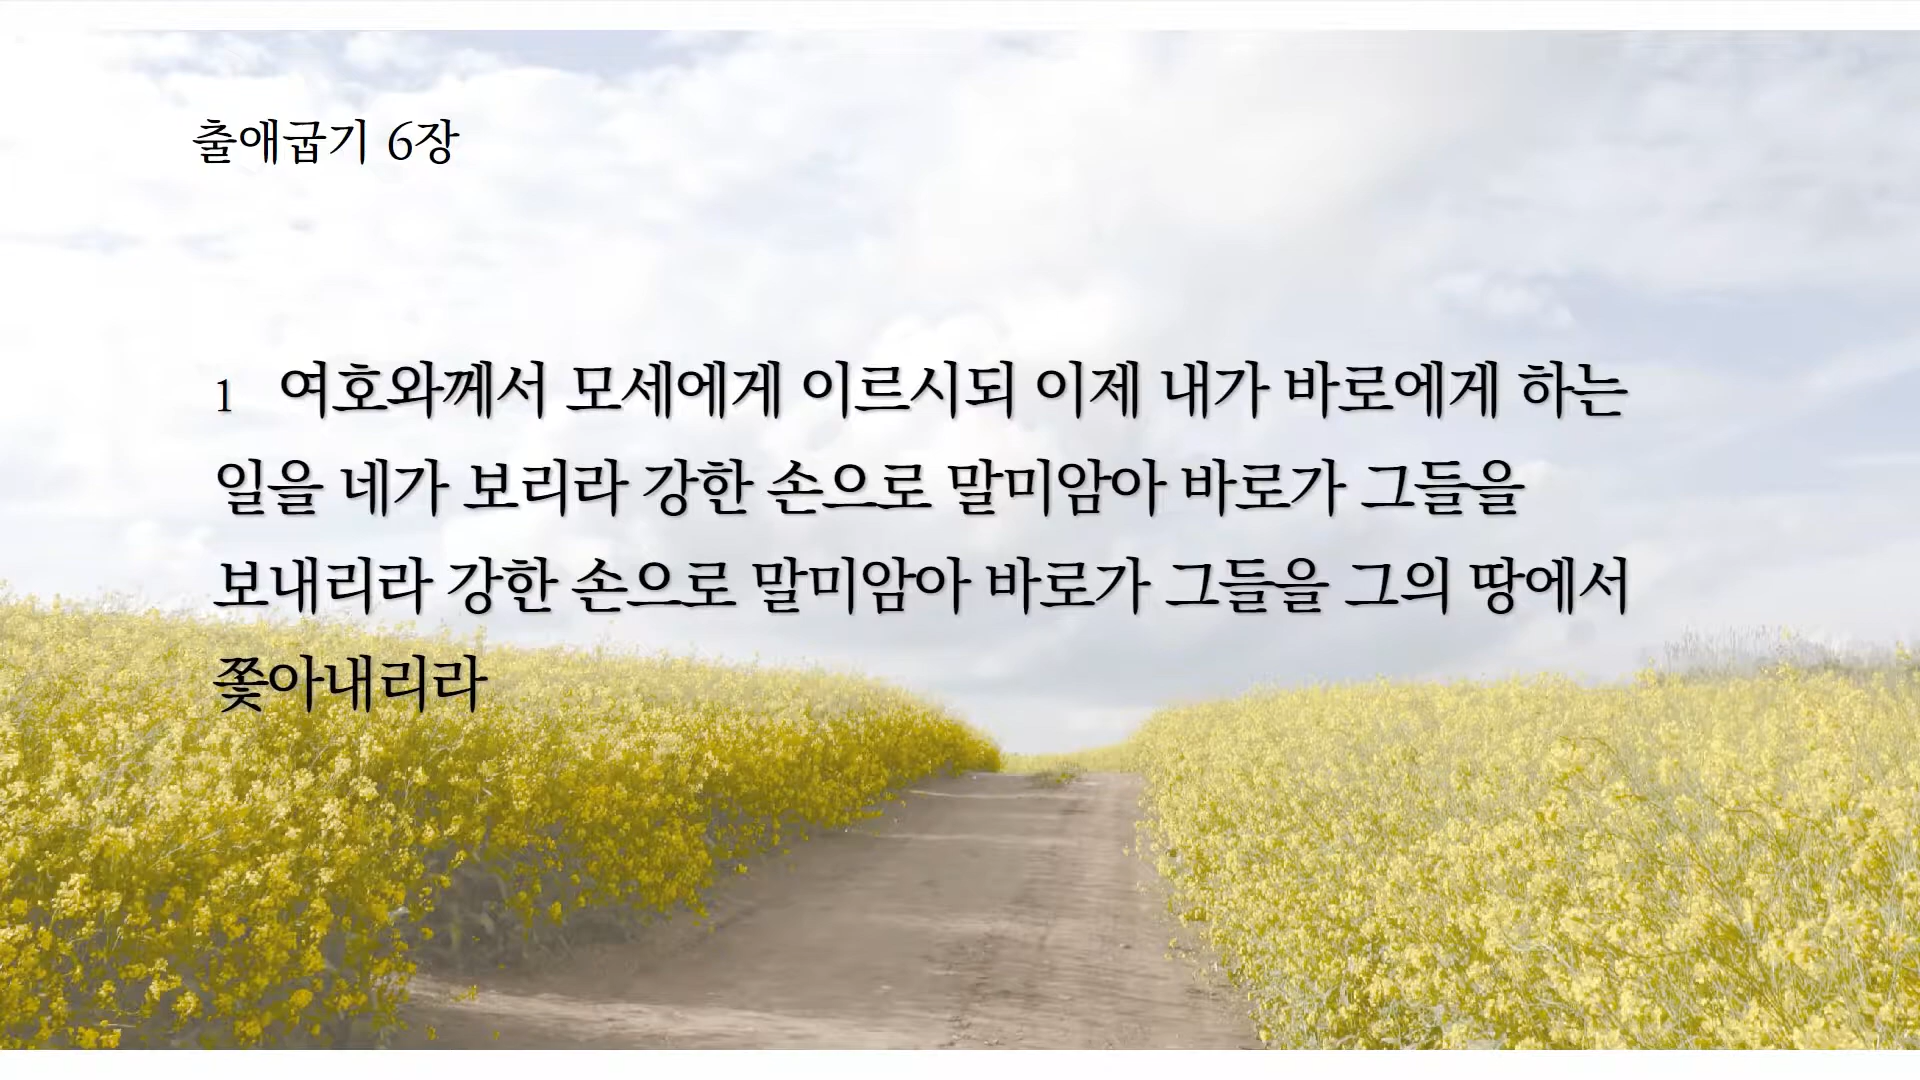 출애굽기 6장
1 여호와께서 모세에게 이르시되 이제 내가 바로에게 하는
일을 네가 보리라 강한 손으로 말미암아 바로가 그들을
보내리라 강한 손으로 말미암아 바로가 그들을 그의 땅에서
쫓아내리라